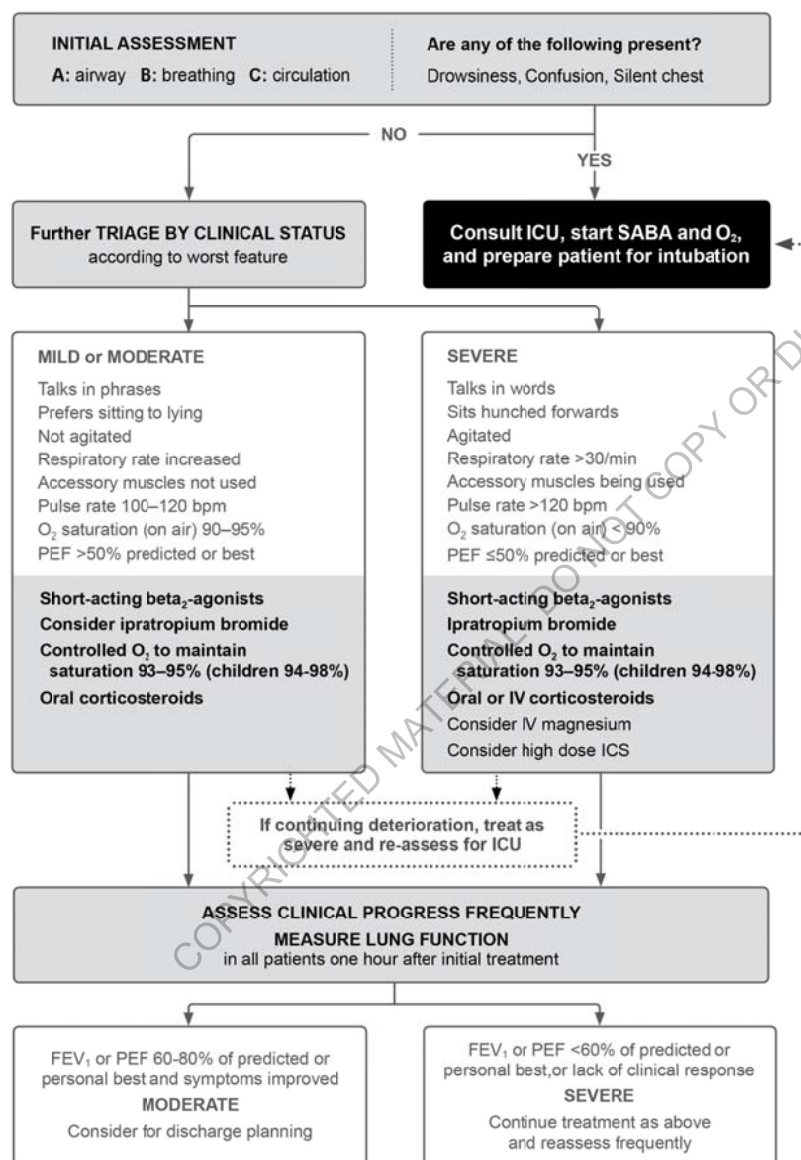 INITIAL ASSESSMENT
A: airway B: breathing C: circulation
Are any of the following present?
Drowsiness, Confusion, Silent chest
NO
YES
Further TRIAGE BY CLINICAL STATUS
according to worst feature
Consult ICU, start SABA and O₂,
and prepare patient for intubation
MILD or MODERATE
Talks in phrases
Prefers sitting to lying
Not agitated
Respiratory rate increased
Accessory muscles not used
Pulse rate 100–120 bpm
O₂ saturation (on air) 90–95%
PEF >50% predicted or best
SEVERE
Talks in words
Sits hunched forwards
Agitated
Respiratory rate >30/min
Accessory muscles being used
Pulse rate >120 bpm
O₂ saturation (on air) < 90%
PEF ≤50% predicted or best
Short-acting beta₂-agonists
Consider ipratropium bromide
Controlled O₂ to maintain
saturation 93–95% (children 94-98%)
Oral corticosteroids
Short-acting beta₂-agonists
Ipratropium bromide
Controlled O₂ to maintain
saturation 93–95% (children 94-98%)
Oral or IV corticosteroids
Consider IV magnesium
Consider high dose ICS
If continuing deterioration, treat as
severe and re-assess for ICU
ASSESS CLINICAL PROGRESS FREQUENTLY
MEASURE LUNG FUNCTION
in all patients one hour after initial treatment
FEV₁ or PEF 60-80% of predicted or
personal best and symptoms improved
MODERATE
Consider for discharge planning
FEV₁ or PEF <60% of predicted or
personal best,or lack of clinical response
SEVERE
Continue treatment as above
and reassess frequently
COPYRIGHTED MATERIAL- DO NOT COPY OR